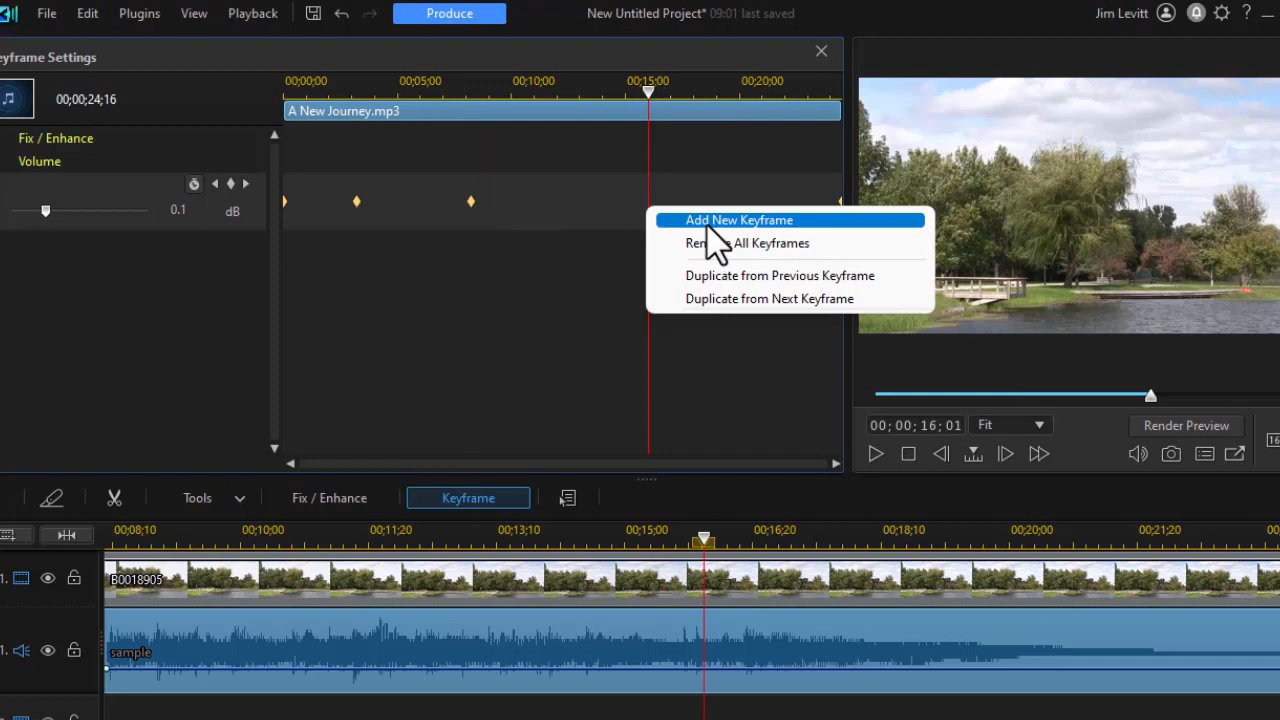 File Edit Plugins View Playback Produce New Untitled Project* 09:01 last saved Jim Levitt ?
eyframe Settings
00;00;24;16
00;00;00 00;05;00 00;10;00 00;15;00 00;20;00
A New Journey.mp3
Fix / Enhance
Volume
0.1 dB
Add New Keyframe
All Keyframes
Duplicate from Previous Keyframe
Duplicate from Next Keyframe
00; 00; 16; 01 Fit Render Preview
16
Tools Fix / Enhance Keyframe
00;08;10 00;10;00 00;11;20 00;13;10 00;15;00 00;16;20 00;18;10 00;20;00 00;21;20 00
1. B0018905
1. sample